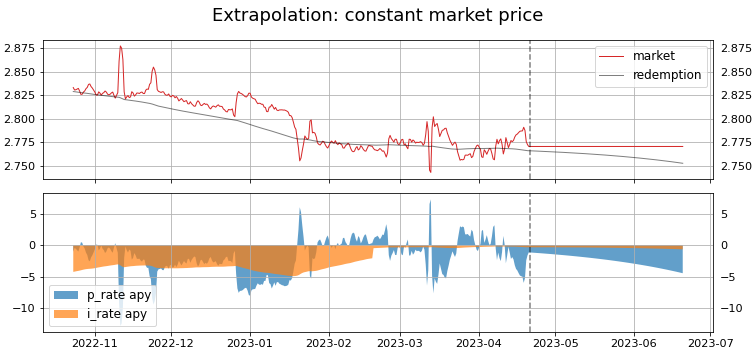 Extrapolation: constant market price
2.875 2.875
2.850 2.850
2.825 2.825
2.800 2.800
2.775 2.775
2.750 2.750
market
redemption
5 5
0 0
−5 −5
−10 −10
p_rate apy
i_rate apy
2022-11 2022-12 2023-01 2023-02 2023-03 2023-04 2023-05 2023-06 2023-07